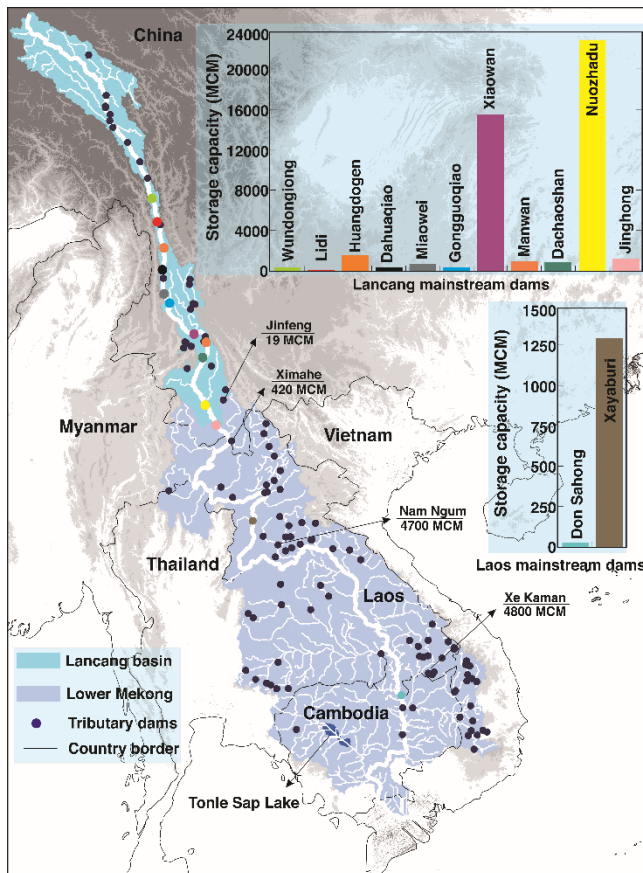 China
Storage capacity (MCM)
24000
20000
16000
12000
8000
4000
0
Wundongiong
Lidi
Huangdogen
Dahuaqiao
Miaowei
Gongguoqiao
Xiaowan
Manwan
Dachaoshan
Nuozhadu
Jinghong
Lancang mainstream dams
Storage capacity (MCM)
1500
1250
1000
750
500
250
0
Don Sahong
Xayaburi
Laos mainstream dams
Jinfeng
19 MCM
Ximahe
420 MCM
Myanmar
Vietnam
Nam Ngum
4700 MCM
Thailand
Laos
Xe Kaman
4800 MCM
Cambodia
Tonle Sap Lake
Lancang basin
Lower Mekong
Tributary dams
Country border